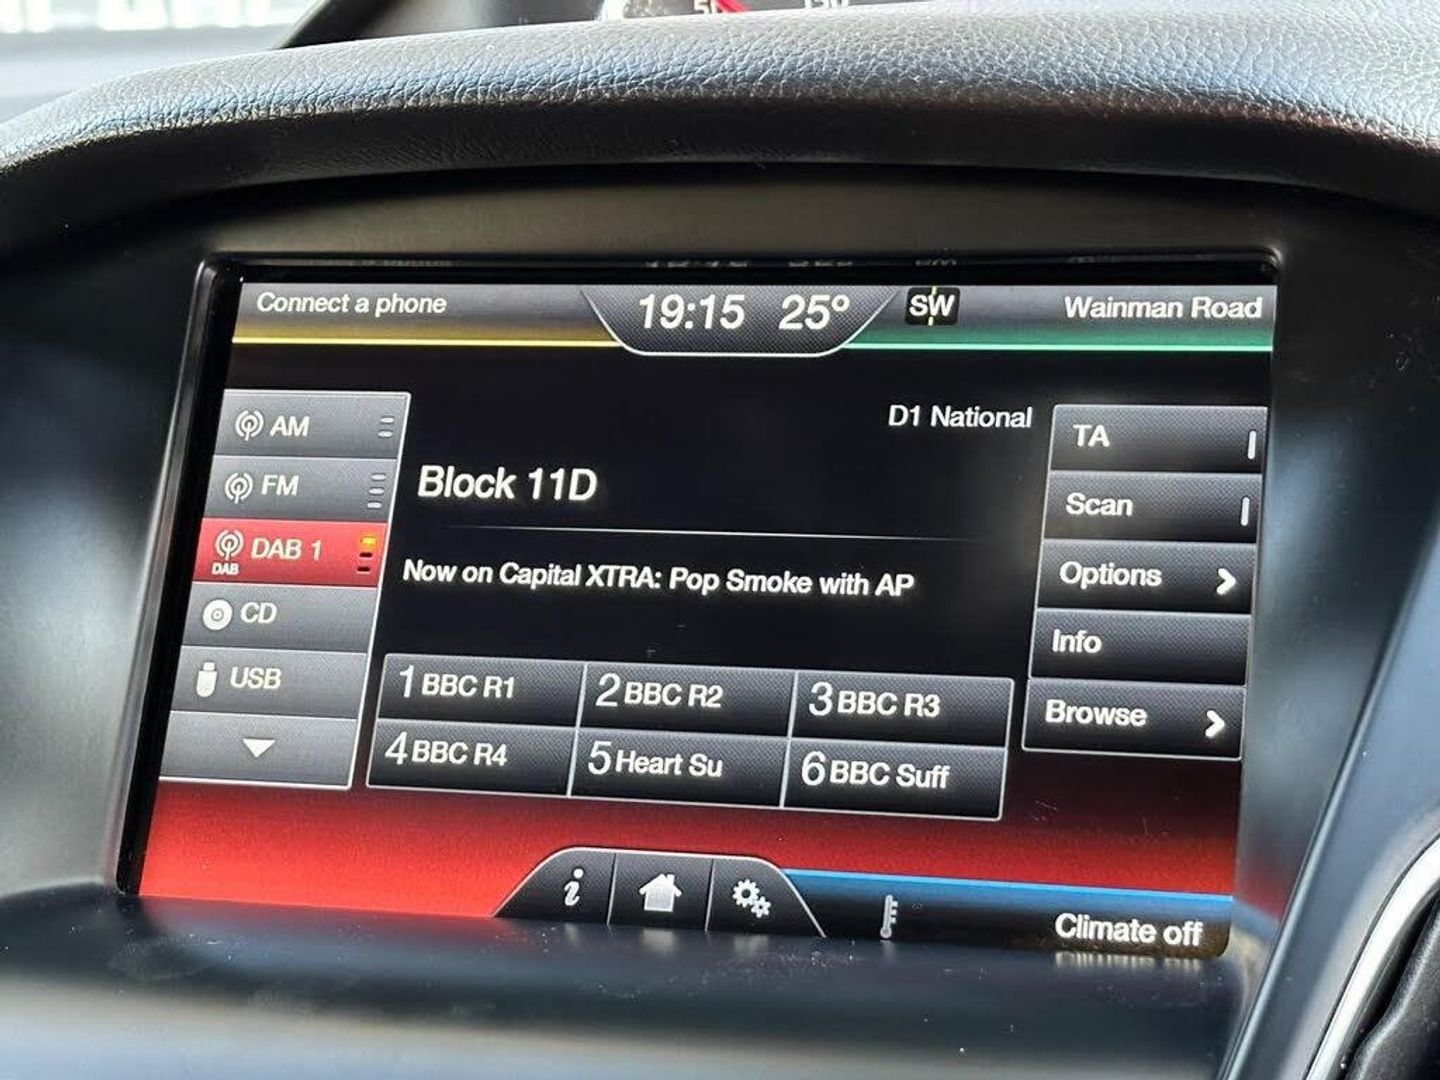 Connect a phone
19:15 25°
SW
Wainman Road
AM
FM
DAB 1
DAB
CD
USB
D1 National
Block 11D
Now on Capital XTRA: Pop Smoke with AP
1 BBC R1
2 BBC R2
3 BBC R3
4 BBC R4
5 Heart Su
6 BBC Suff
TA
Scan
Options
Info
Browse
i
Climate off